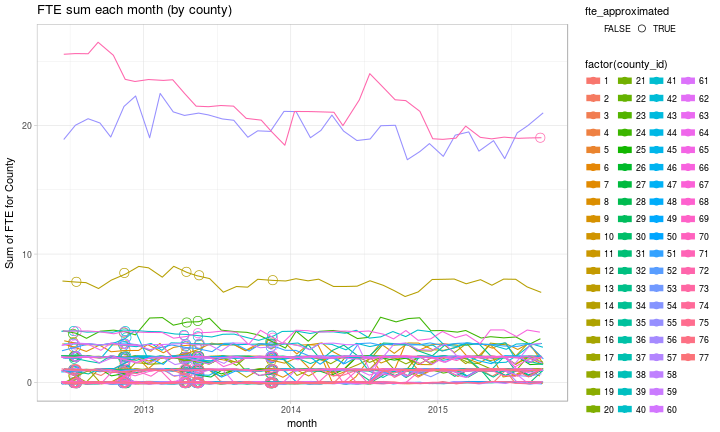 FTE sum each month (by county)
Sum of FTE for County
20
10
0
2013 2014 2015
month
fte_approximated
FALSE TRUE
factor(county_id)
1 21 41 61
2 22 42 62
3 23 43 63
4 24 44 64
5 25 45 65
6 26 46 66
7 27 47 67
8 28 48 68
9 29 49 69
10 30 50 70
11 31 51 71
12 32 52 72
13 33 53 73
14 34 54 74
15 35 55 75
16 36 56 76
17 37 57 77
18 38 58
19 39 59
20 40 60